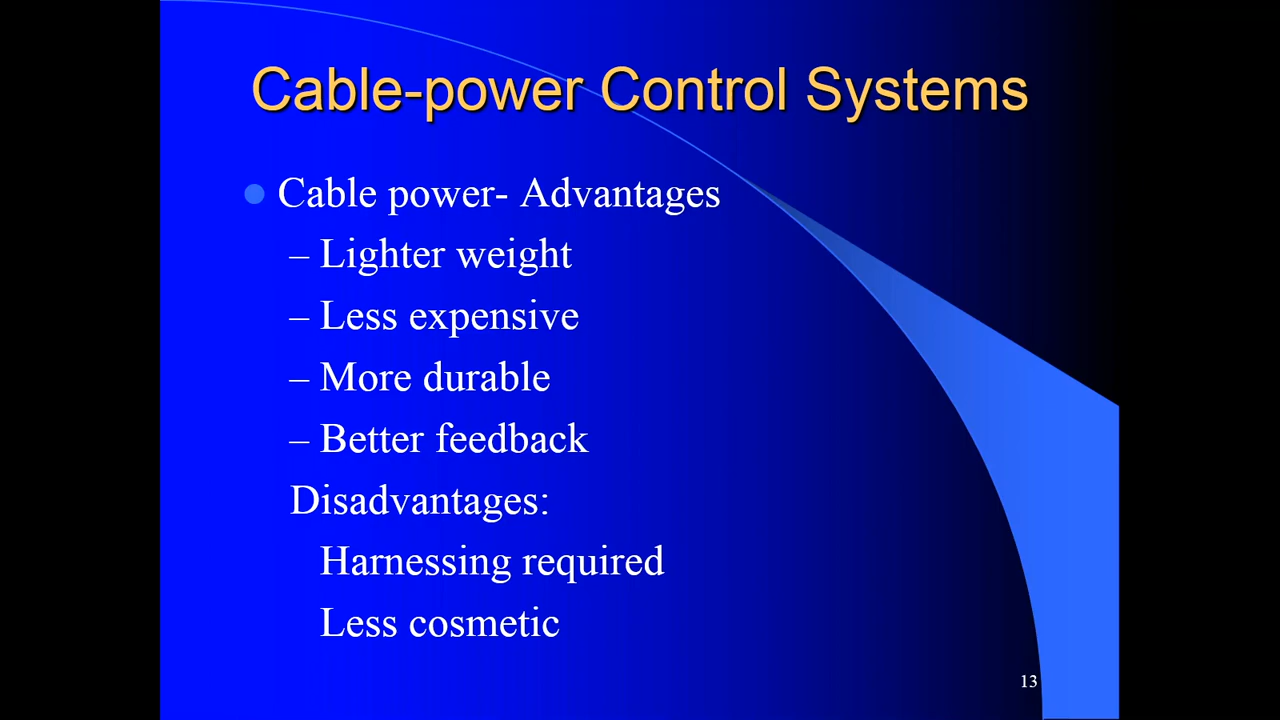 Cable-power Control Systems
Cable power- Advantages
– Lighter weight
– Less expensive
– More durable
– Better feedback
Disadvantages:
Harnessing required
Less cosmetic
13